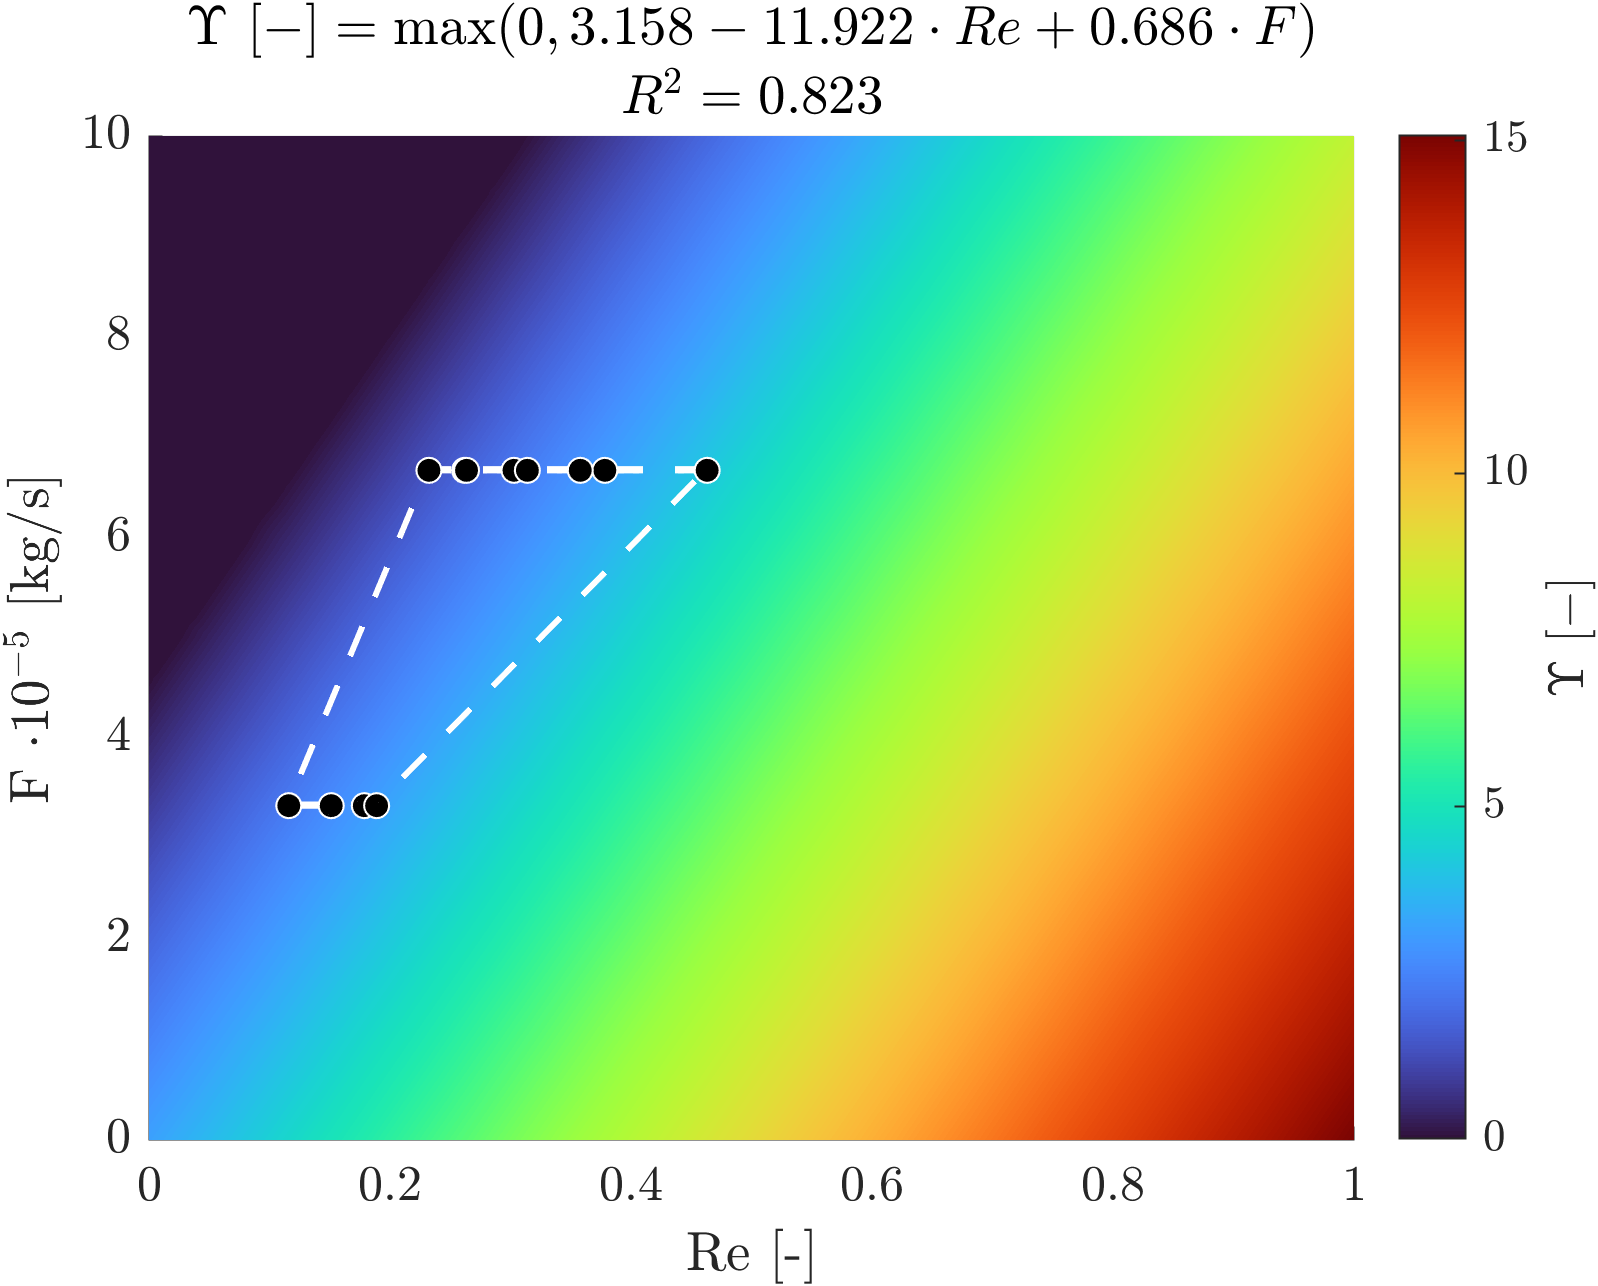 ϒ [−] = max(0, 3.158 − 11.922 · Re + 0.686 · F)
R² = 0.823
10
8
6
4
2
0
F ·10⁻⁵ [kg/s]
0 0.2 0.4 0.6 0.8 1
Re [-]
15
10
5
0
ϒ [−]